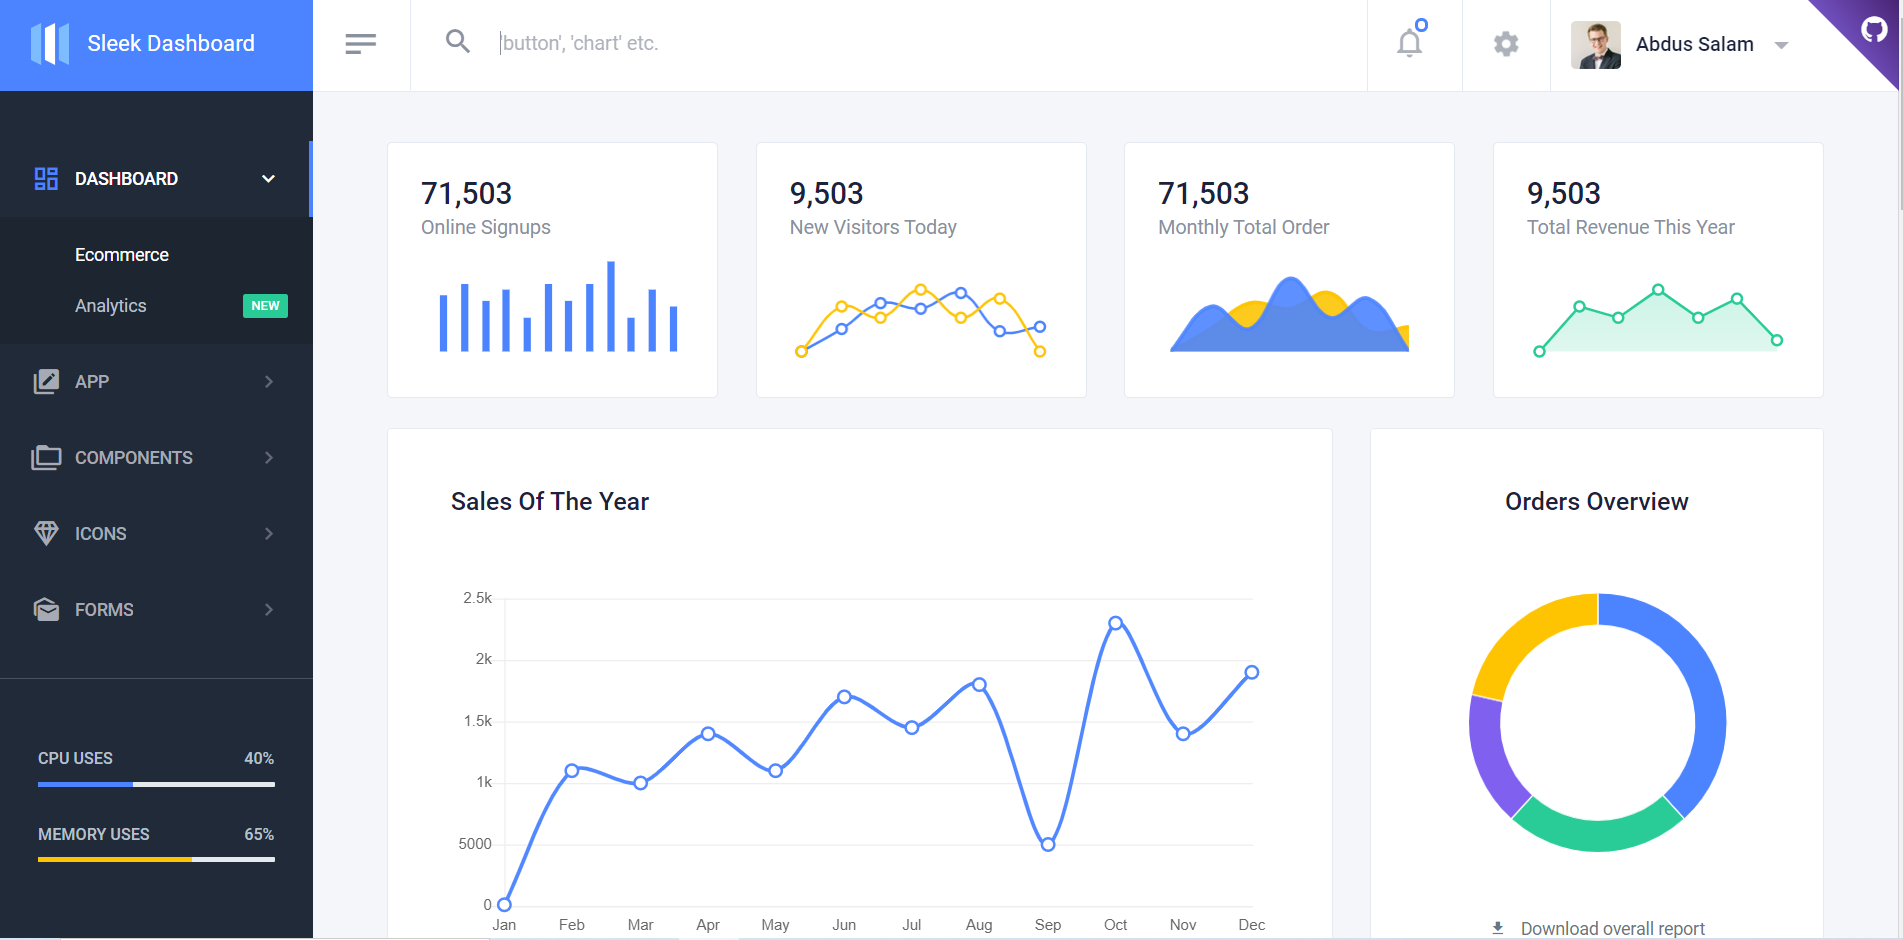 Sleek Dashboard
'button', 'chart' etc.
0
Abdus Salam
DASHBOARD
Ecommerce
Analytics
NEW
APP
COMPONENTS
ICONS
FORMS
CPU USES 40%
MEMORY USES 65%
71,503
Online Signups
9,503
New Visitors Today
71,503
Monthly Total Order
9,503
Total Revenue This Year
Sales Of The Year
2.5k
2k
1.5k
1k
5000
0
Jan Feb Mar Apr May Jun Jul Aug Sep Oct Nov Dec
Orders Overview
Download overall report